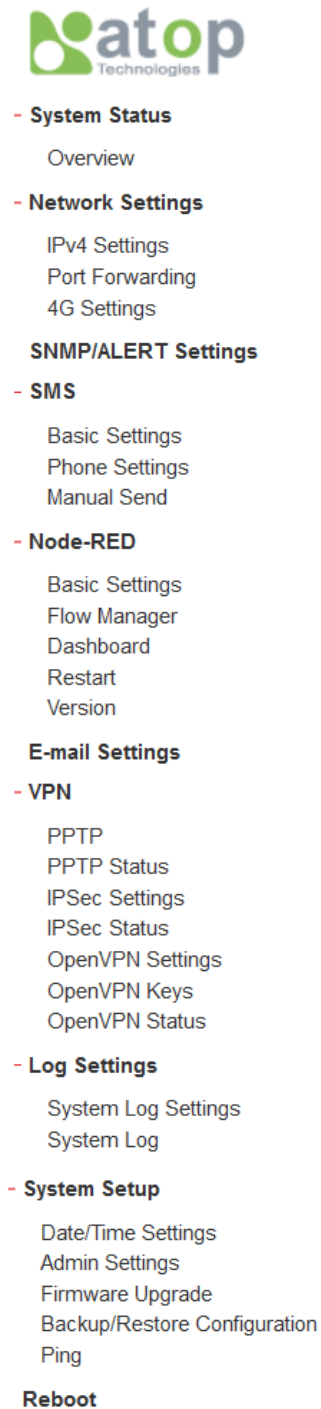 atop
Technologies
- System Status
Overview
- Network Settings
IPv4 Settings
Port Forwarding
4G Settings
SNMP/ALERT Settings
- SMS
Basic Settings
Phone Settings
Manual Send
- Node-RED
Basic Settings
Flow Manager
Dashboard
Restart
Version
E-mail Settings
- VPN
PPTP
PPTP Status
IPSec Settings
IPSec Status
OpenVPN Settings
OpenVPN Keys
OpenVPN Status
- Log Settings
System Log Settings
System Log
- System Setup
Date/Time Settings
Admin Settings
Firmware Upgrade
Backup/Restore Configuration
Ping
Reboot